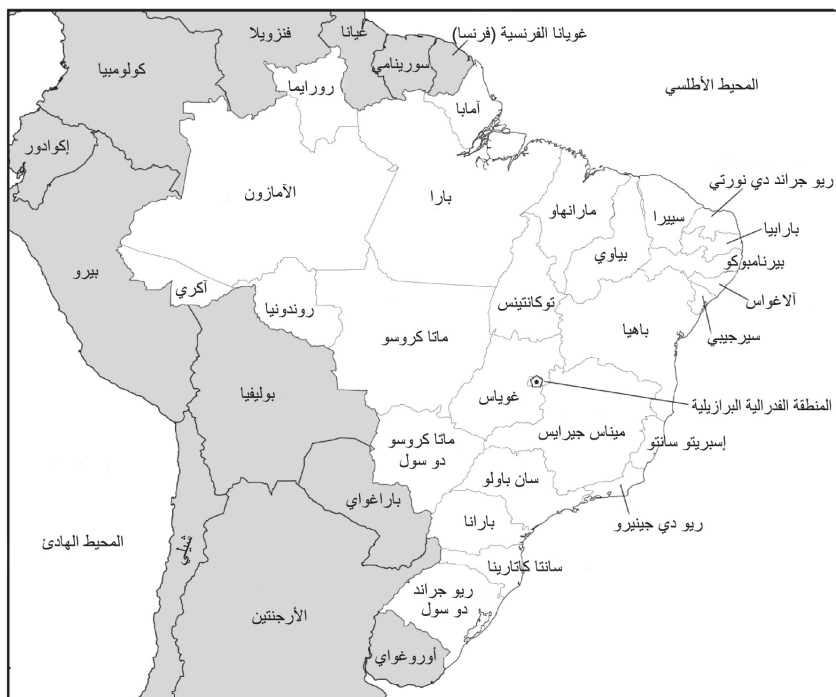 غويانا الفرنسية (فرنسا)
غيانا
فنزويلا
كولومبيا
سورينامي
المحيط الأطلسي
رورايما
آمابا
إكوادور
ريو جراند دي نورتي
الآمازون
بارا
مارانهاو
سييرا
بارابيا
بياوي
بيرنامبوكو
بيرو
آكري
روندونيا
توكانتينس
آلاغواس
ماتا كروسو
باهيا
سيرجيبي
بوليفيا
غوياس
المنطقة الفدرالية البرازيلية
ميناس جيرايس
إسبريتو سانتو
ماتا كروسو
دو سول
سان باولو
باراغواي
ريو دي جينيرو
بارانا
المحيط الهادئ
شيلي
سانتا كاتارينا
ريو جراند
دو سول
الأرجنتين
أوروغواي